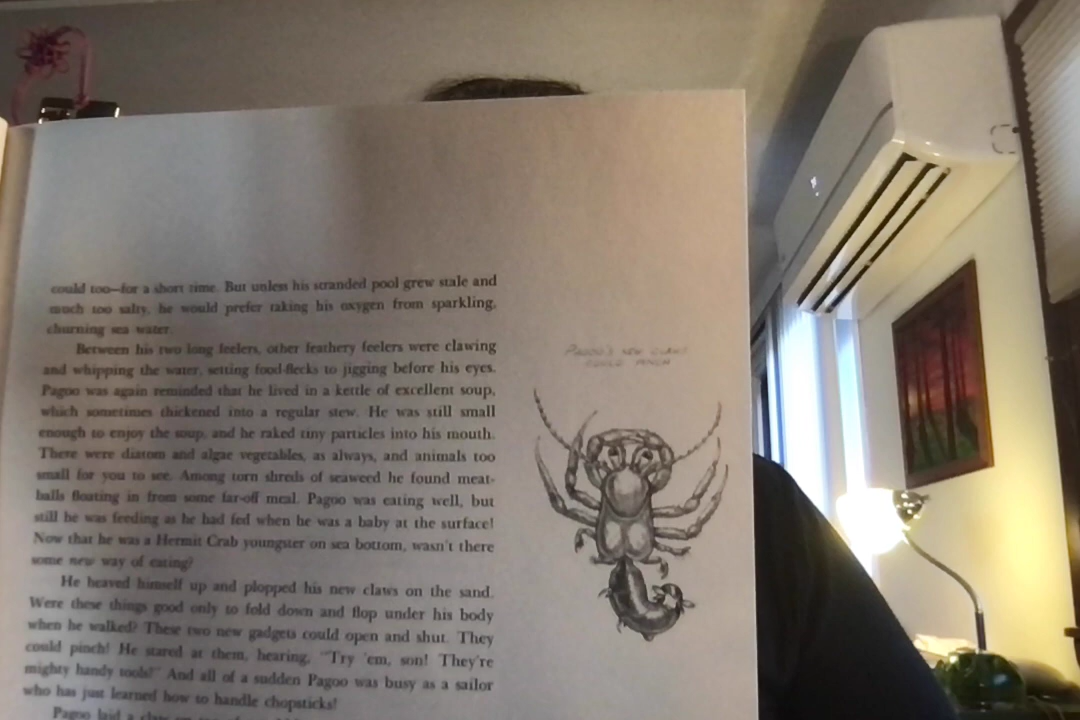 could too—for a short time. But unless his stranded pool grew stale and
much too salty, he would prefer taking his oxygen from sparkling,
churning sea water.
Between his two long feelers, other feathery feelers were clawing
and whipping the water, setting food-flecks to jigging before his eyes.
Pagoo was again reminded that he lived in a kettle of excellent soup,
which sometimes thickened into a regular stew. He was still small
enough to enjoy the soup, and he raked tiny particles into his mouth.
There were diatom and algae vegetables, as always, and animals too
small for you to see. Among torn shreds of seaweed he found meat-
balls floating in from some far-off meal. Pagoo was eating well, but
still he was feeding as he had fed when he was a baby at the surface!
Now that he was a Hermit Crab youngster on sea bottom, wasn't there
some new way of eating?
He heaved himself up and plopped his new claws on the sand.
Were these things good only to fold down and flop under his body
when he walked? These two new gadgets could open and shut. They
could pinch! He stared at them, hearing, "Try 'em, son! They're
mighty handy tools!" And all of a sudden Pagoo was busy as a sailor
who has just learned how to handle chopsticks!
Pagoo laid a claw on
PAGOO'S NEW CLAWS
COULD PINCH